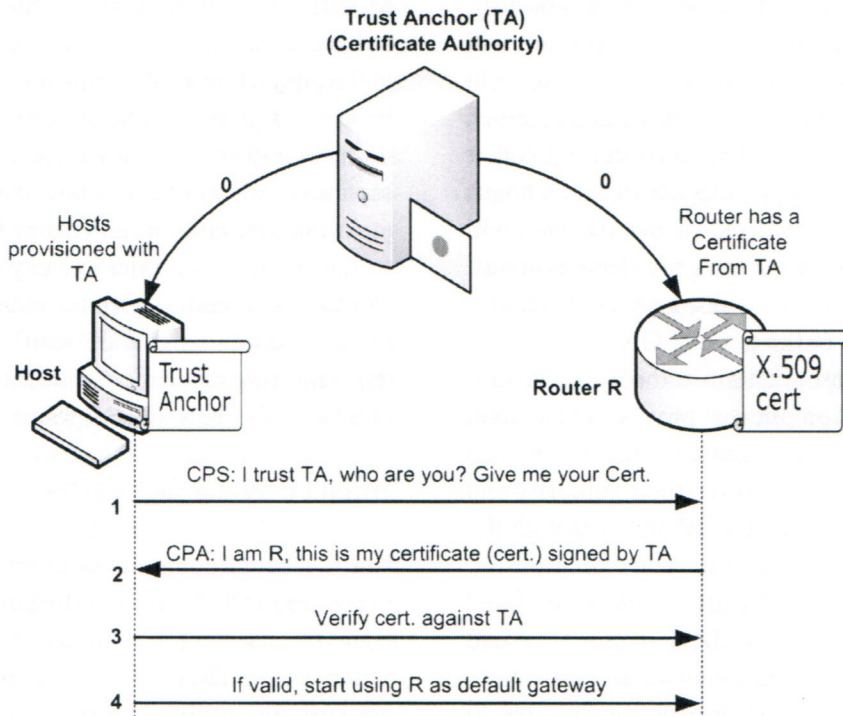 Trust Anchor (TA)
(Certificate Authority)
0
0
Hosts
provisioned with
TA
Router has a
Certificate
From TA
Host
Trust
Anchor
Router R
X.509
cert
CPS: I trust TA, who are you? Give me your Cert.
1
CPA: I am R, this is my certificate (cert.) signed by TA
2
Verify cert. against TA
3
If valid, start using R as default gateway
4